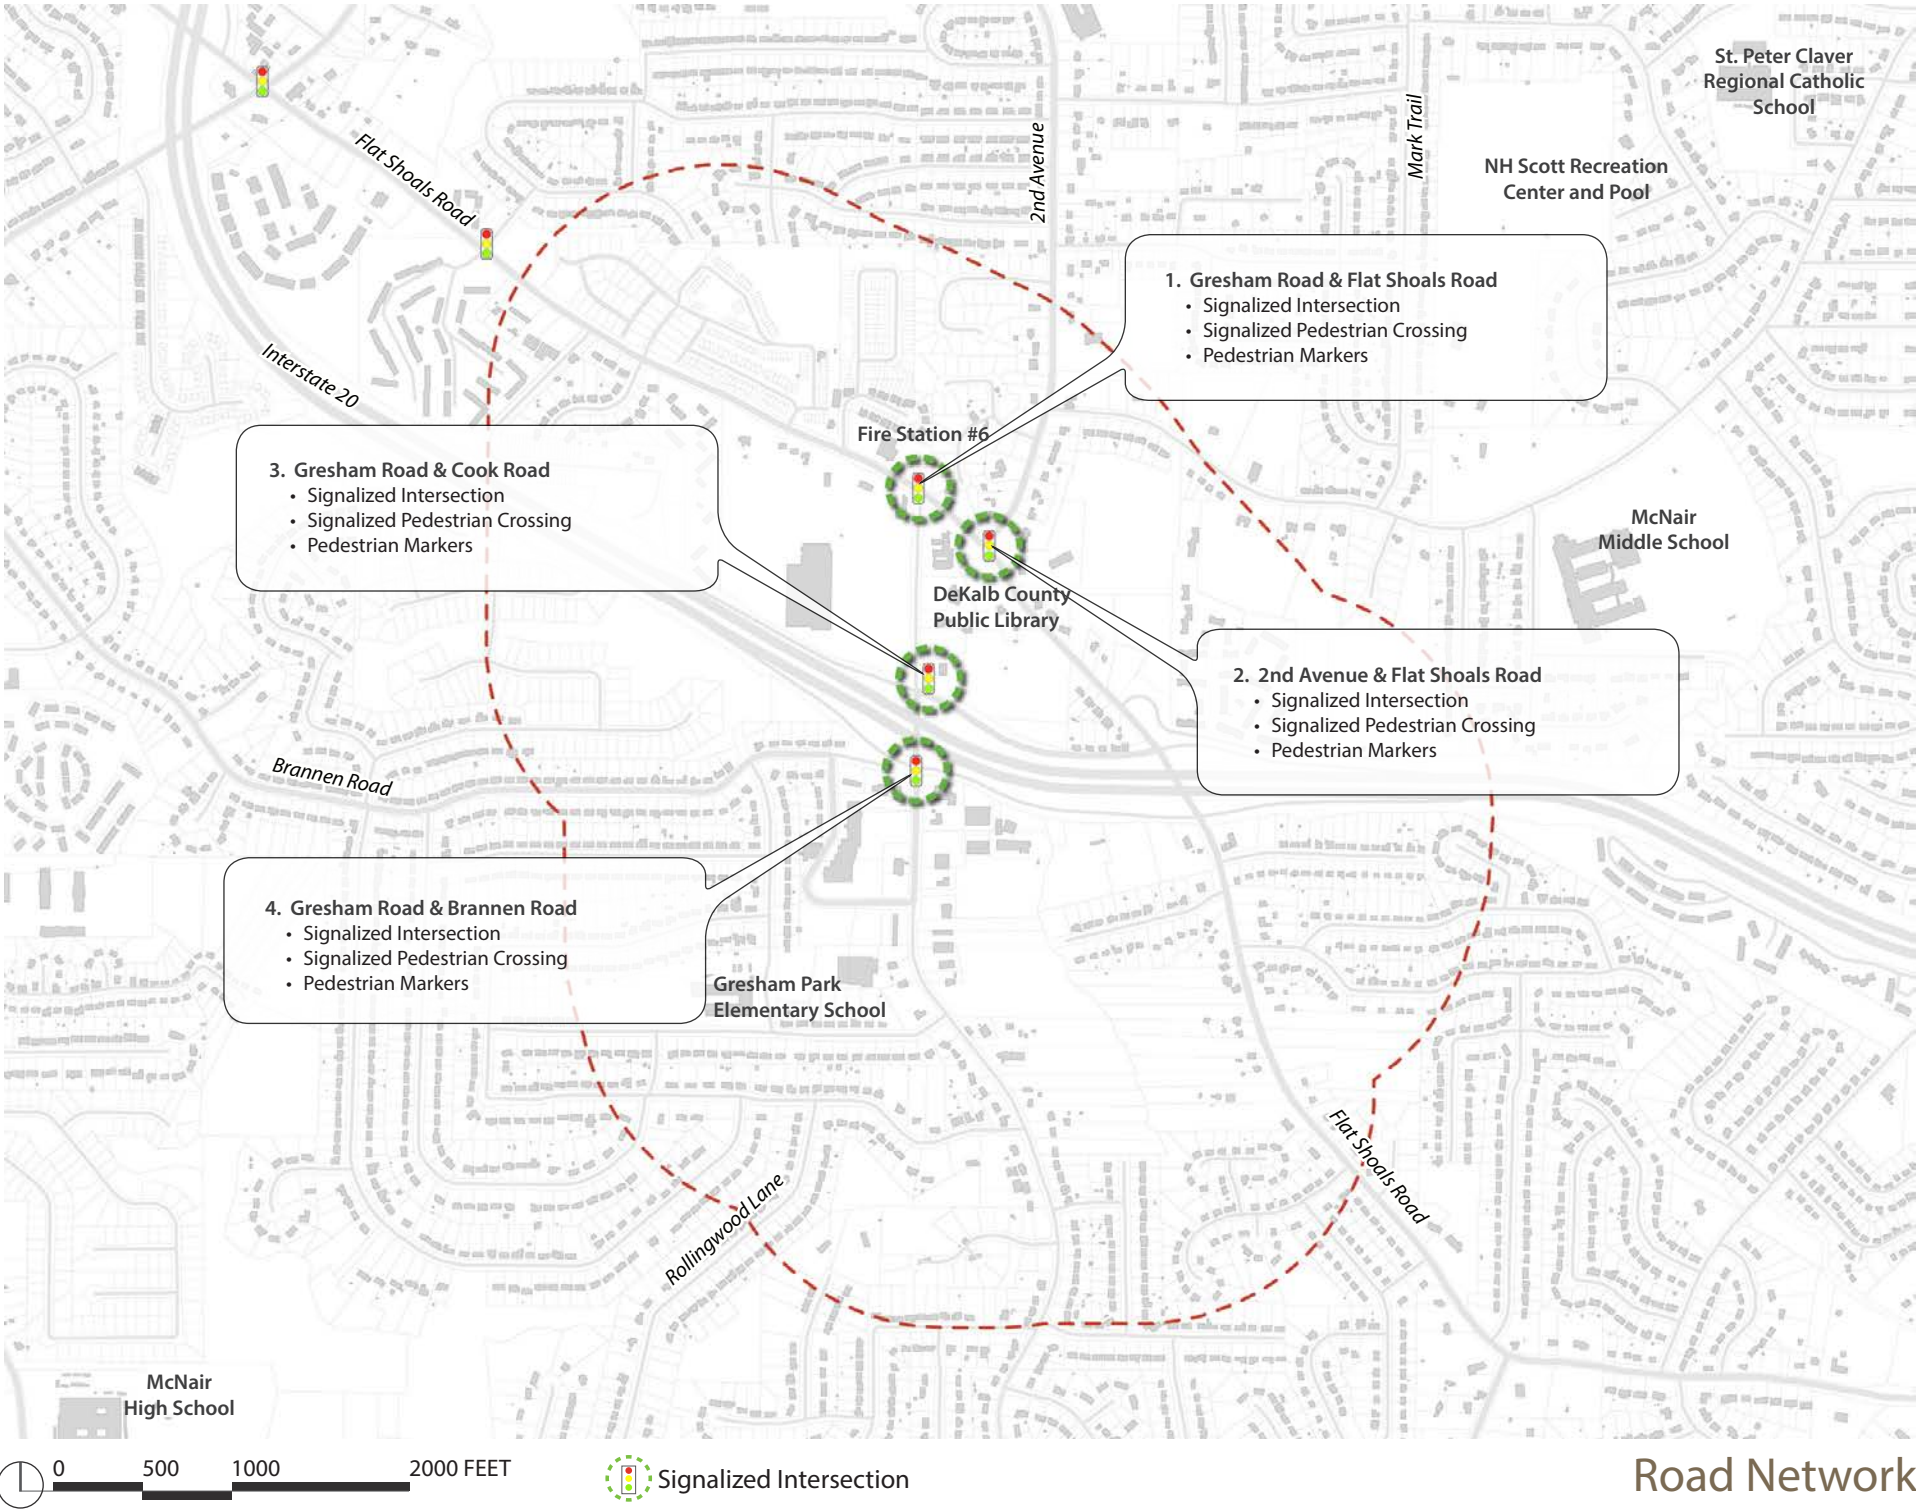 St. Peter Claver
Regional Catholic
School
Flat Shoals Road
2nd Avenue
Mark Trail
NH Scott Recreation
Center and Pool
1. Gresham Road & Flat Shoals Road
• Signalized Intersection
• Signalized Pedestrian Crossing
• Pedestrian Markers
Interstate 20
Fire Station #6
3. Gresham Road & Cook Road
• Signalized Intersection
• Signalized Pedestrian Crossing
• Pedestrian Markers
McNair
Middle School
DeKalb County
Public Library
2. 2nd Avenue & Flat Shoals Road
• Signalized Intersection
• Signalized Pedestrian Crossing
• Pedestrian Markers
Brannen Road
4. Gresham Road & Brannen Road
• Signalized Intersection
• Signalized Pedestrian Crossing
• Pedestrian Markers
Gresham Park
Elementary School
Flat Shoals Road
Rollingwood Lane
McNair
High School
0 500 1000 2000 FEET
Signalized Intersection
Road Network